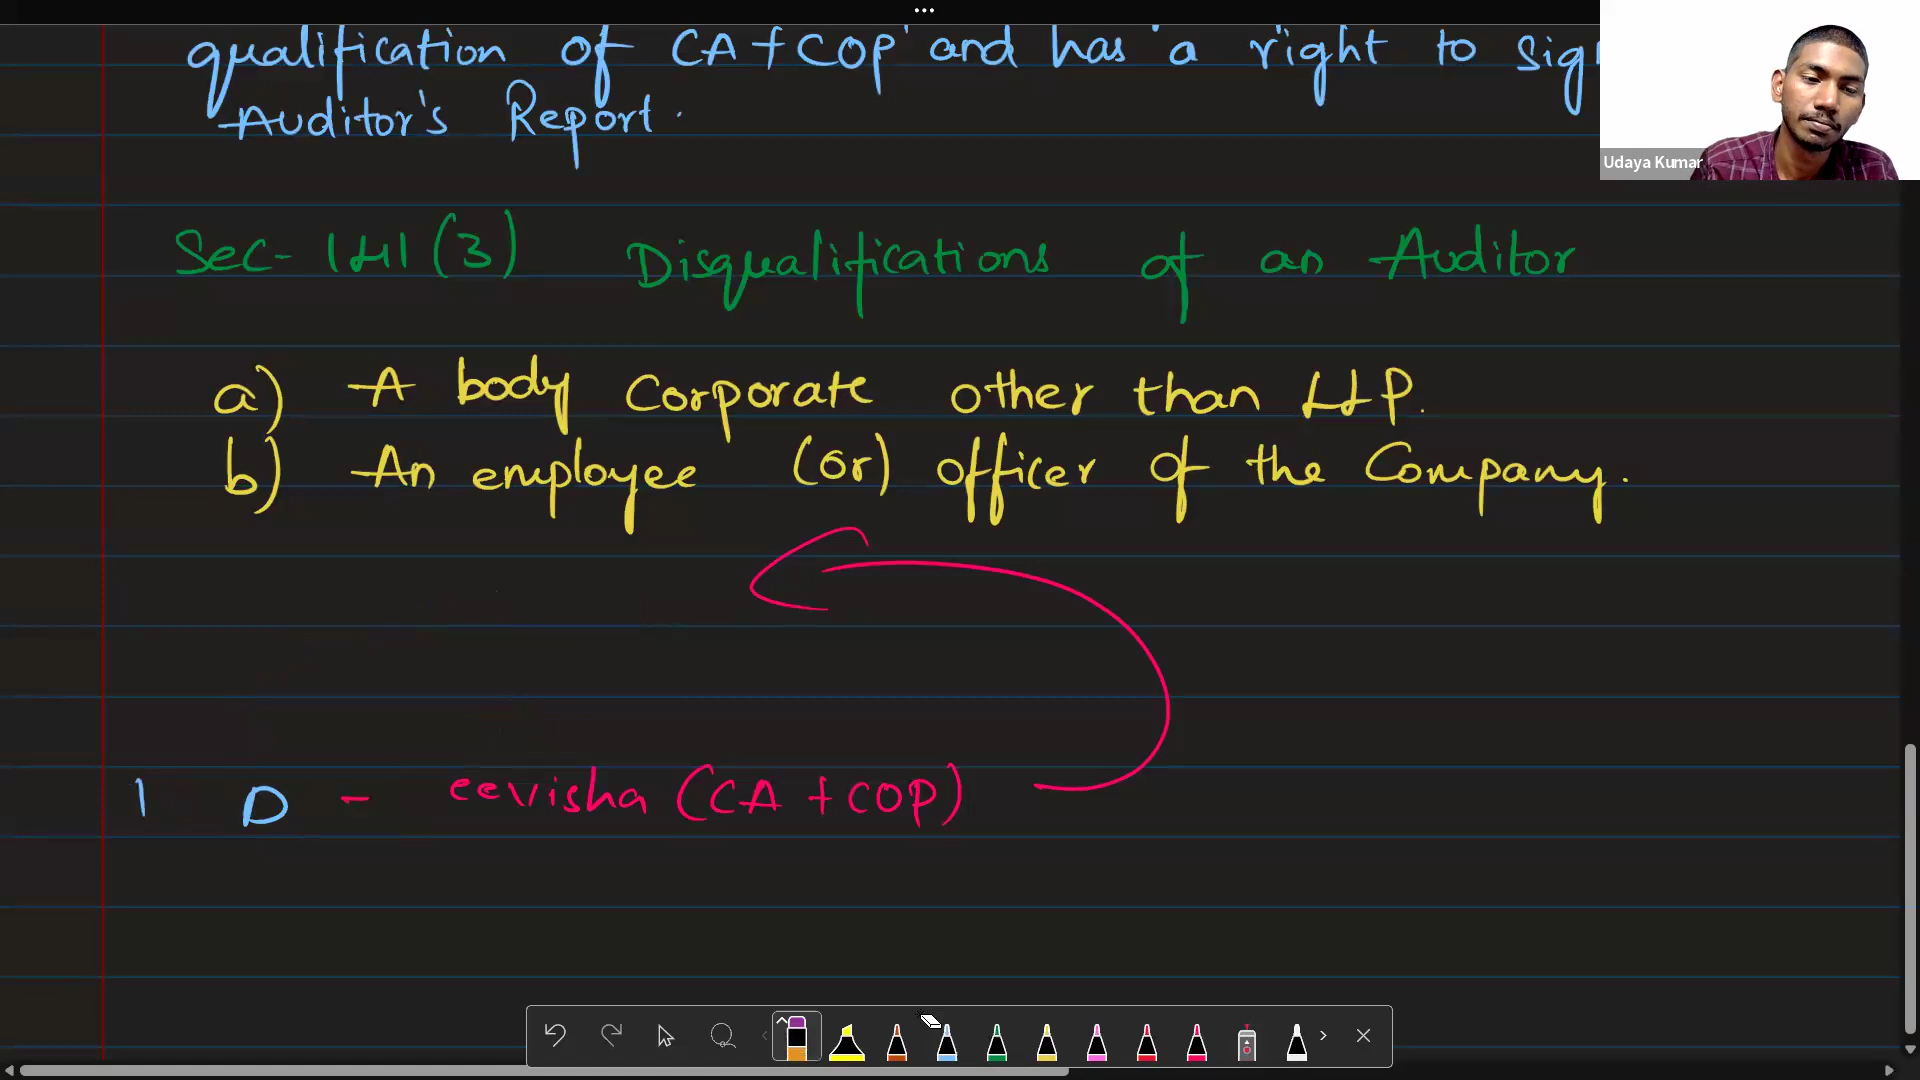 qualification of CA + COP and has a right to sig
Auditor's Report.
Udaya Kumar
Sec- 141 (3) Disqualifications of an Auditor
a) A body Corporate other than LLP.
b) An employee (or) officer of the Company.
1 D - eevisha (CA + COP)